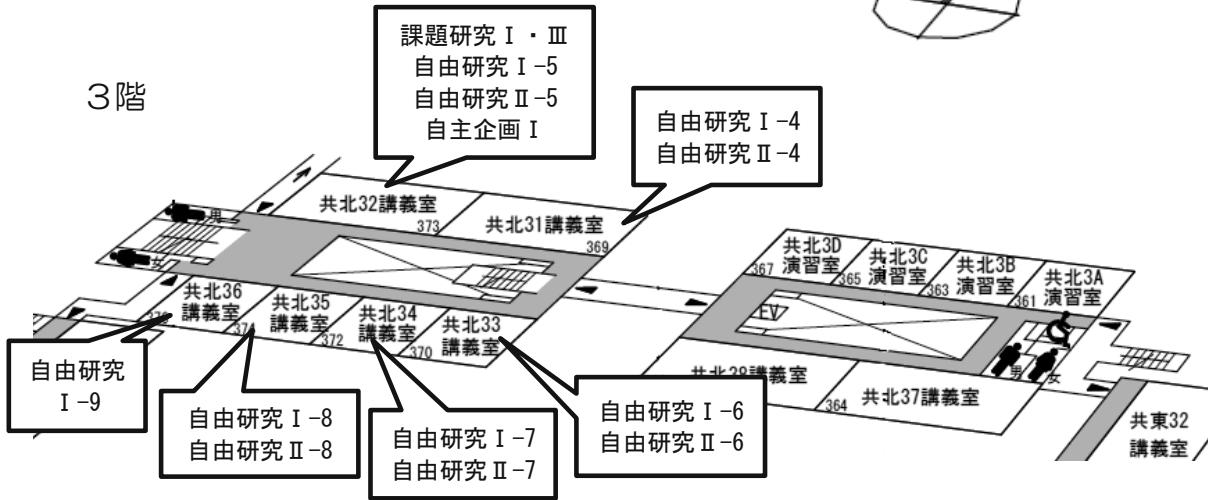 3階
課題研究Ⅰ・Ⅲ
自由研究Ⅰ-5
自由研究Ⅱ-5
自主企画Ⅰ
自由研究Ⅰ-4
自由研究Ⅱ-4
男
女
共北32講義室
373
共北31講義室
369
共北36
講義室
共北35
講義室
374
共北34
講義室
372
共北33
講義室
370
共北3D
演習室
367
共北3C
演習室
365
共北3B
演習室
363
共北3A
演習室
361
EV
男
女
共北38講義室
共北37講義室
364
共東32
講義室
自由研究
Ⅰ-9
自由研究Ⅰ-8
自由研究Ⅱ-8
自由研究Ⅰ-7
自由研究Ⅱ-7
自由研究Ⅰ-6
自由研究Ⅱ-6